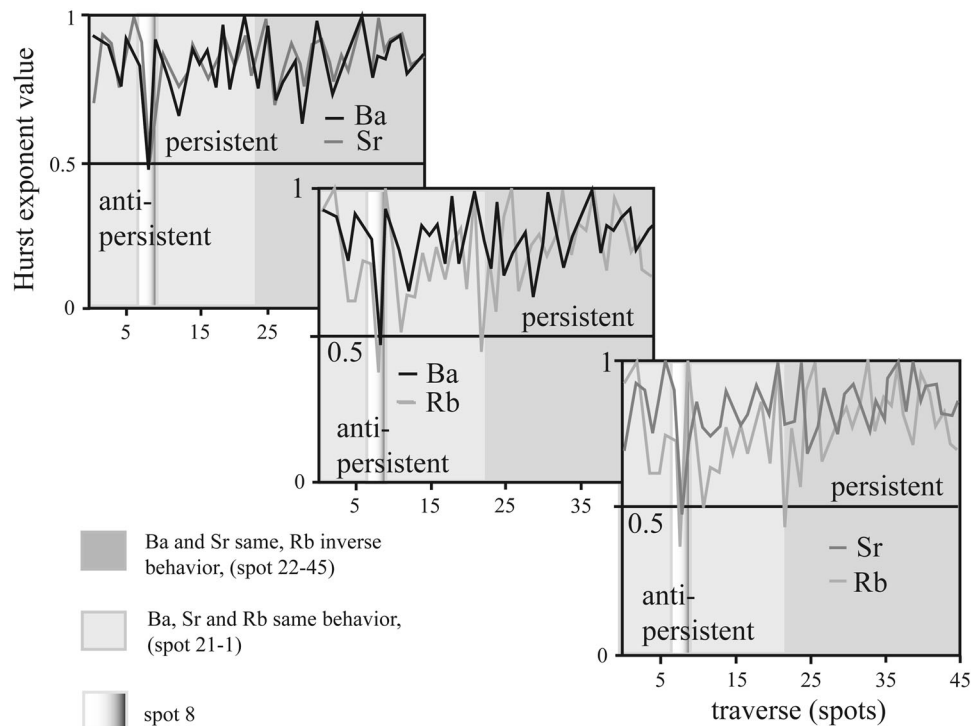 1
Hurst exponent value
Ba
Sr
persistent
0.5
anti-
persistent
0
5
15
25
1
persistent
0.5
Ba
Rb
anti-
persistent
0
5
15
25
35
1
persistent
0.5
Sr
Rb
anti-
persistent
0
5
15
25
35
45
traverse (spots)
Ba and Sr same, Rb inverse
behavior, (spot 22-45)
Ba, Sr and Rb same behavior,
(spot 21-1)
spot 8